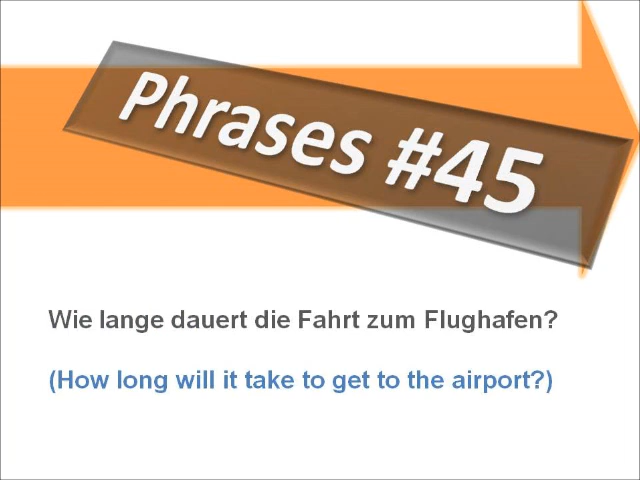 Phrases #45
Wie lange dauert die Fahrt zum Flughafen?
(How long will it take to get to the airport?)